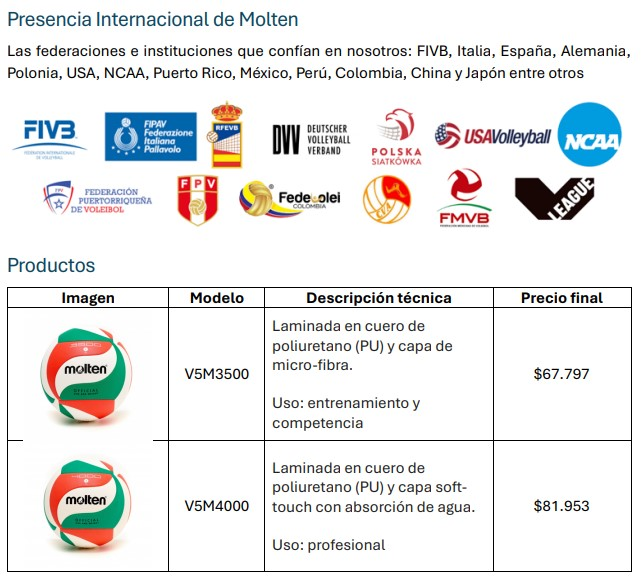 Presencia Internacional de Molten
Las federaciones e instituciones que confían en nosotros: FIVB, Italia, España, Alemania,
Polonia, USA, NCAA, Puerto Rico, México, Perú, Colombia, China y Japón entre otros
FIVB
FEDERATION INTERNATIONALE
DE VOLLEYBALL
FIPAV
Federazione
Italiana
Pallavolo
RFEVB
DVV
DEUTSCHER
VOLLEYBALL
VERBAND
POLSKA
SIATKÓWKA
USAVolleyball
NCAA
FPV
FEDERACIÓN
PUERTORRIQUEÑA
DE VOLEIBOL
FPV
Fedevolei
COLOMBIA
CVA
FMVB
FEDERACIÓN MEXICANA DE VOLEIBOL
V.LEAGUE
Productos
Imagen
Modelo
Descripción técnica
Precio final
molten
V5M3500
Laminada en cuero de
poliuretano (PU) y capa de
micro-fibra.
Uso: entrenamiento y
competencia
$67.797
molten
V5M4000
Laminada en cuero de
poliuretano (PU) y capa soft-
touch con absorción de agua.
Uso: profesional
$81.953